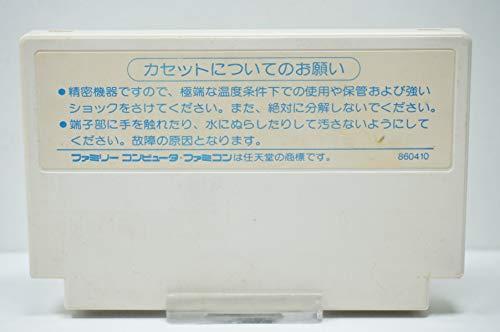 カセットについてのお願い
●精密機器ですので、極端な温度条件下での使用や保管および強い
ショックをさけてください。また、絶対に分解しないでください。
●端子部に手を触れたり、水にぬらしたりして汚さないようにして
ください。故障の原因となります。
ファミリーコンピュータ・ファミコンは任天堂の商標です。 860410